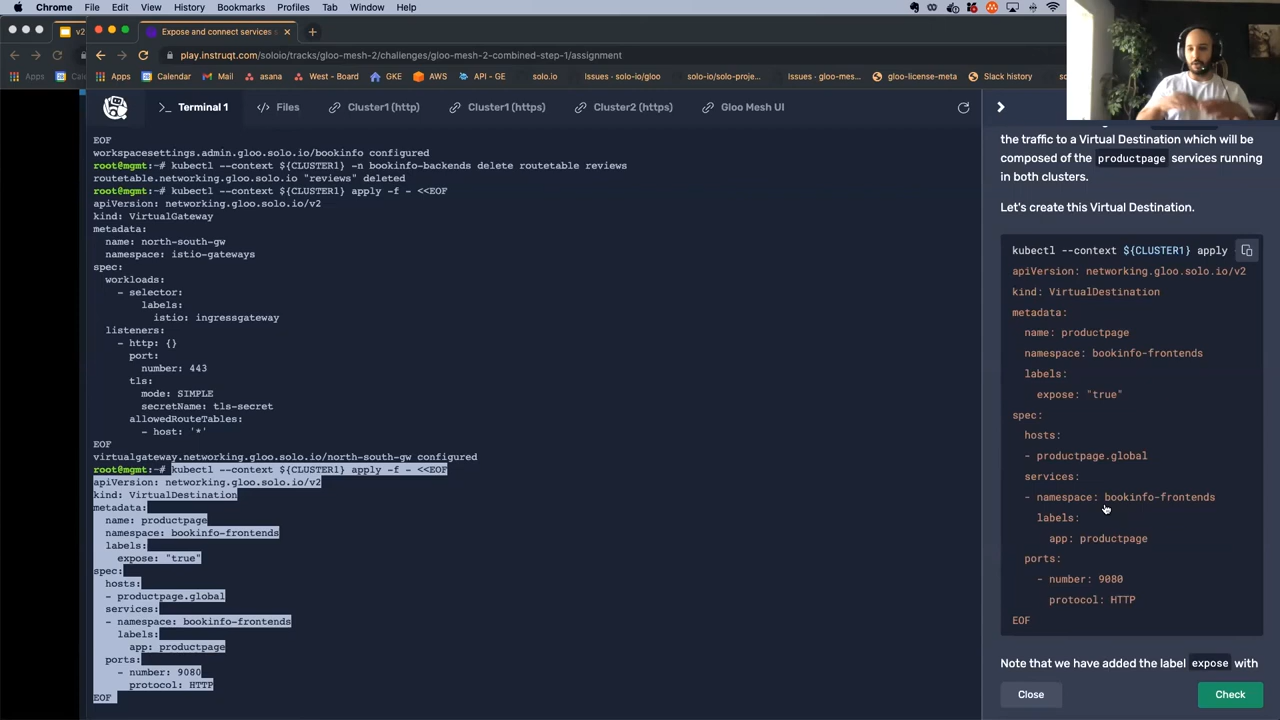 Chrome File Edit View History Bookmarks Profiles Tab Window Help
v2
Expose and connect services
play.instruqt.com/soloio/tracks/gloo-mesh-2/challenges/gloo-mesh-2-combined-step-1/assignment
Apps
Apps Calendar Mail asana West - Board GKE AWS API - GE solo.io Issues · solo-io/gloo solo-io/solo-proje... Issues · gloo-mes... gloo-license-meta Slack history
>_ Terminal 1 Files Cluster1 (http) Cluster1 (https) Cluster2 (https) Gloo Mesh UI
EOF
workspacesettings.admin.gloo.solo.io/bookinfo configured
root@mgmt:~# kubectl --context ${CLUSTER1} -n bookinfo-backends delete routetable reviews
routetable.networking.gloo.solo.io "reviews" deleted
root@mgmt:~# kubectl --context ${CLUSTER1} apply -f - <<EOF
apiVersion: networking.gloo.solo.io/v2
kind: VirtualGateway
metadata:
name: north-south-gw
namespace: istio-gateways
spec:
workloads:
- selector:
labels:
istio: ingressgateway
listeners:
- http: {}
port:
number: 443
tls:
mode: SIMPLE
secretName: tls-secret
allowedRouteTables:
- host: '*'
EOF
virtualgateway.networking.gloo.solo.io/north-south-gw configured
root@mgmt:~# kubectl --context ${CLUSTER1} apply -f - <<EOF
apiVersion: networking.gloo.solo.io/v2
kind: VirtualDestination
metadata:
name: productpage
namespace: bookinfo-frontends
labels:
expose: "true"
spec:
hosts:
- productpage.global
services:
- namespace: bookinfo-frontends
labels:
app: productpage
ports:
- number: 9080
protocol: HTTP
EOF
the traffic to a Virtual Destination which will be
composed of the productpage services running
in both clusters.
Let's create this Virtual Destination.
kubectl --context ${CLUSTER1} apply
apiVersion: networking.gloo.solo.io/v2
kind: VirtualDestination
metadata:
name: productpage
namespace: bookinfo-frontends
labels:
expose: "true"
spec:
hosts:
- productpage.global
services:
- namespace: bookinfo-frontends
labels:
app: productpage
ports:
- number: 9080
protocol: HTTP
EOF
Note that we have added the label expose with
Close Check